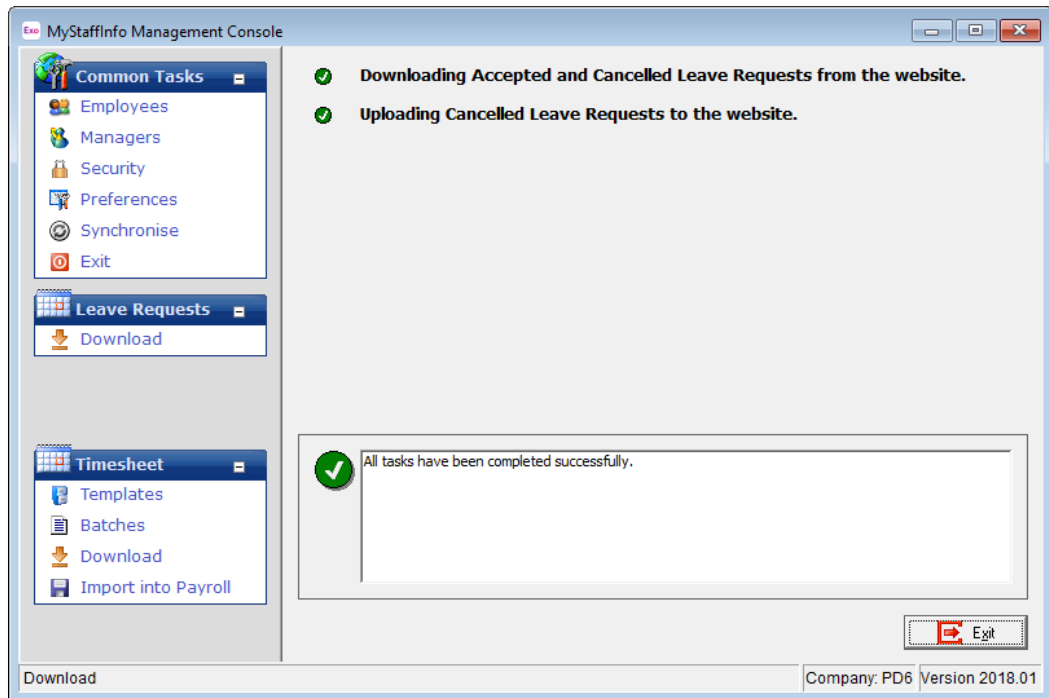 Exo MyStaffInfo Management Console
Common Tasks
Employees
Managers
Security
Preferences
Synchronise
Exit
Leave Requests
Download
Timesheet
Templates
Batches
Download
Import into Payroll
Downloading Accepted and Cancelled Leave Requests from the website.
Uploading Cancelled Leave Requests to the website.
All tasks have been completed successfully.
Exit
Download
Company: PD6
Version 2018.01